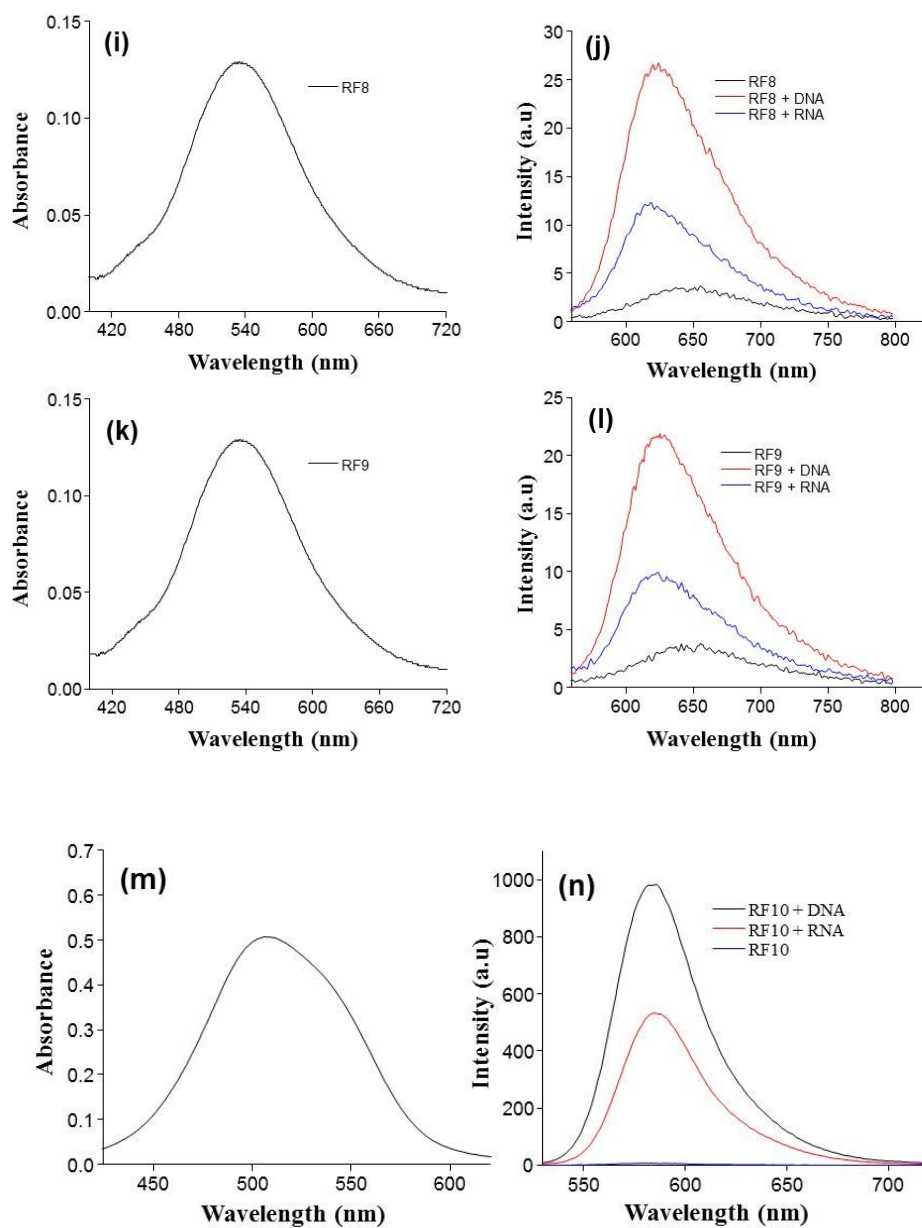 (i)
RF8
Absorbance
0.15
0.10
0.05
0.00
420 480 540 600 660 720
Wavelength (nm)
(j)
RF8
RF8 + DNA
RF8 + RNA
Intensity (a.u)
30
25
20
15
10
5
0
600 650 700 750 800
Wavelength (nm)
(k)
RF9
Absorbance
0.15
0.10
0.05
0.00
420 480 540 600 660 720
Wavelength (nm)
(l)
RF9
RF9 + DNA
RF9 + RNA
Intensity (a.u)
25
20
15
10
5
0
600 650 700 750 800
Wavelength (nm)
(m)
Absorbance
0.7
0.6
0.5
0.4
0.3
0.2
0.1
0.0
450 500 550 600
Wavelength (nm)
(n)
RF10 + DNA
RF10 + RNA
RF10
Intensity (a.u)
1000
800
600
400
200
0
550 600 650 700
Wavelength (nm)